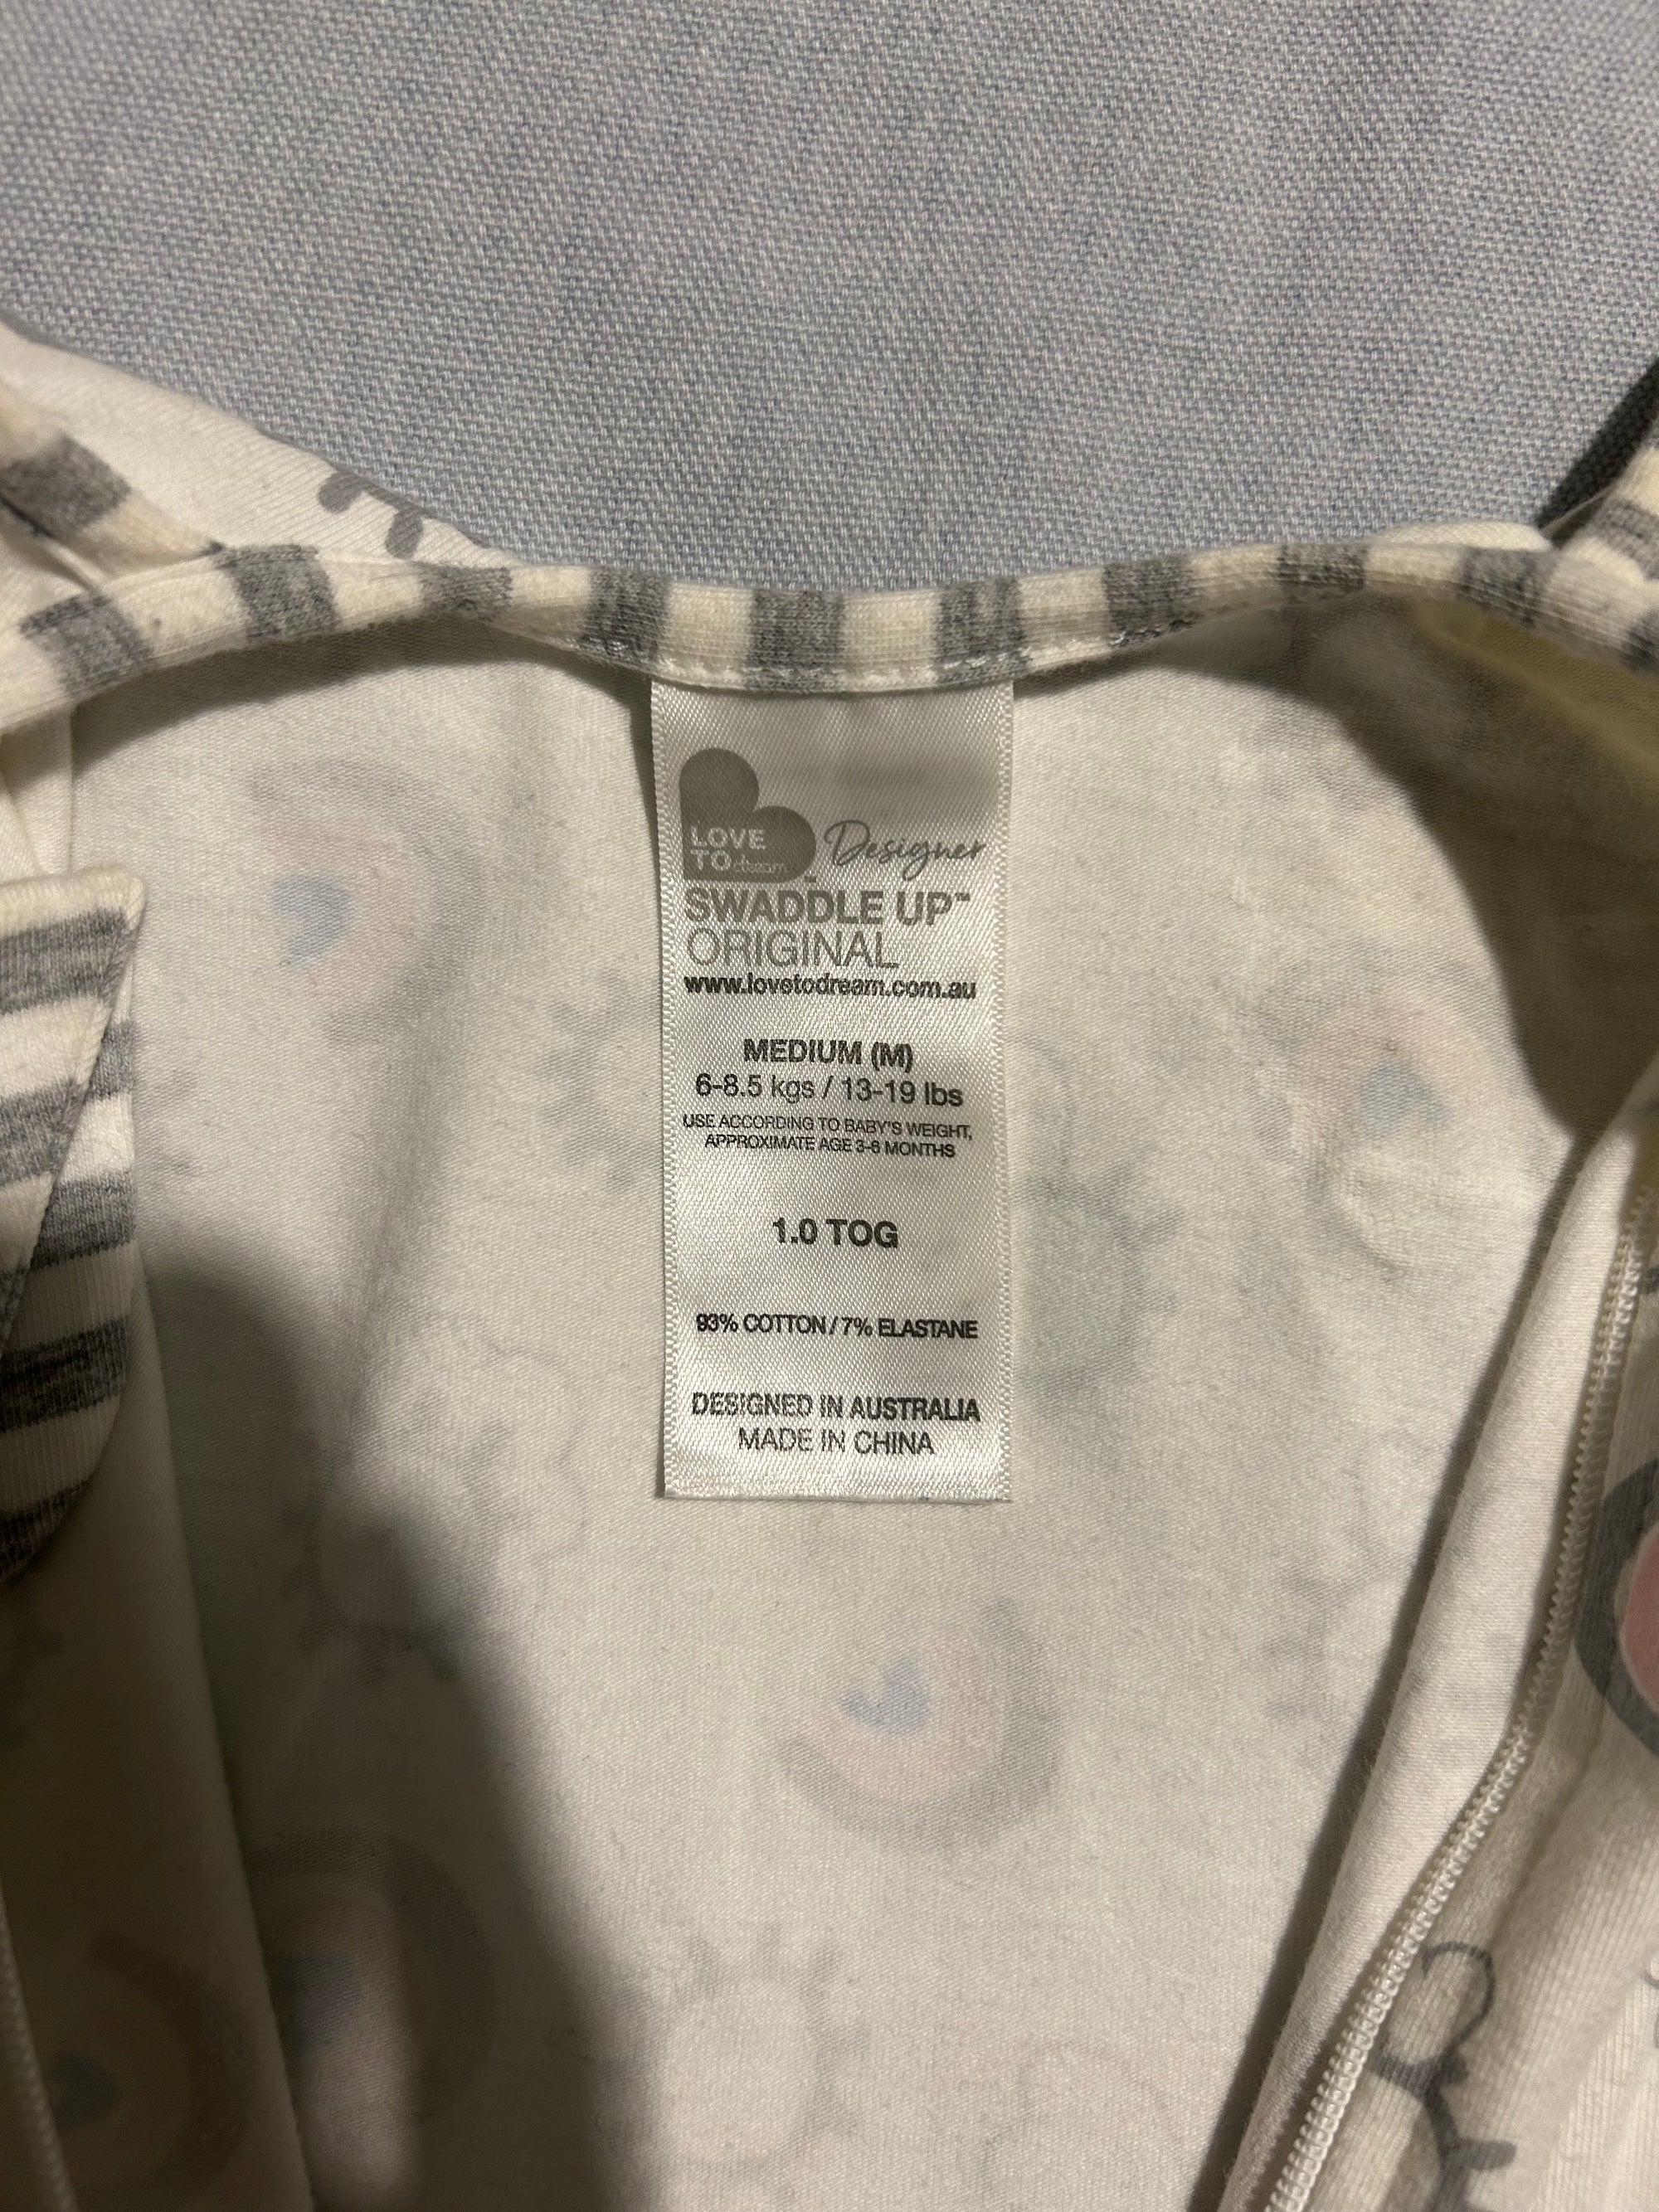 LOVE
TO dream
Designer
SWADDLE UP™
ORIGINAL
www.lovetodream.com.au
MEDIUM (M)
6-8.5 kgs / 13-19 lbs
USE ACCORDING TO BABY'S WEIGHT,
APPROXIMATE AGE 3-6 MONTHS
1.0 TOG
93% COTTON / 7% ELASTANE
DESIGNED IN AUSTRALIA
MADE IN CHINA